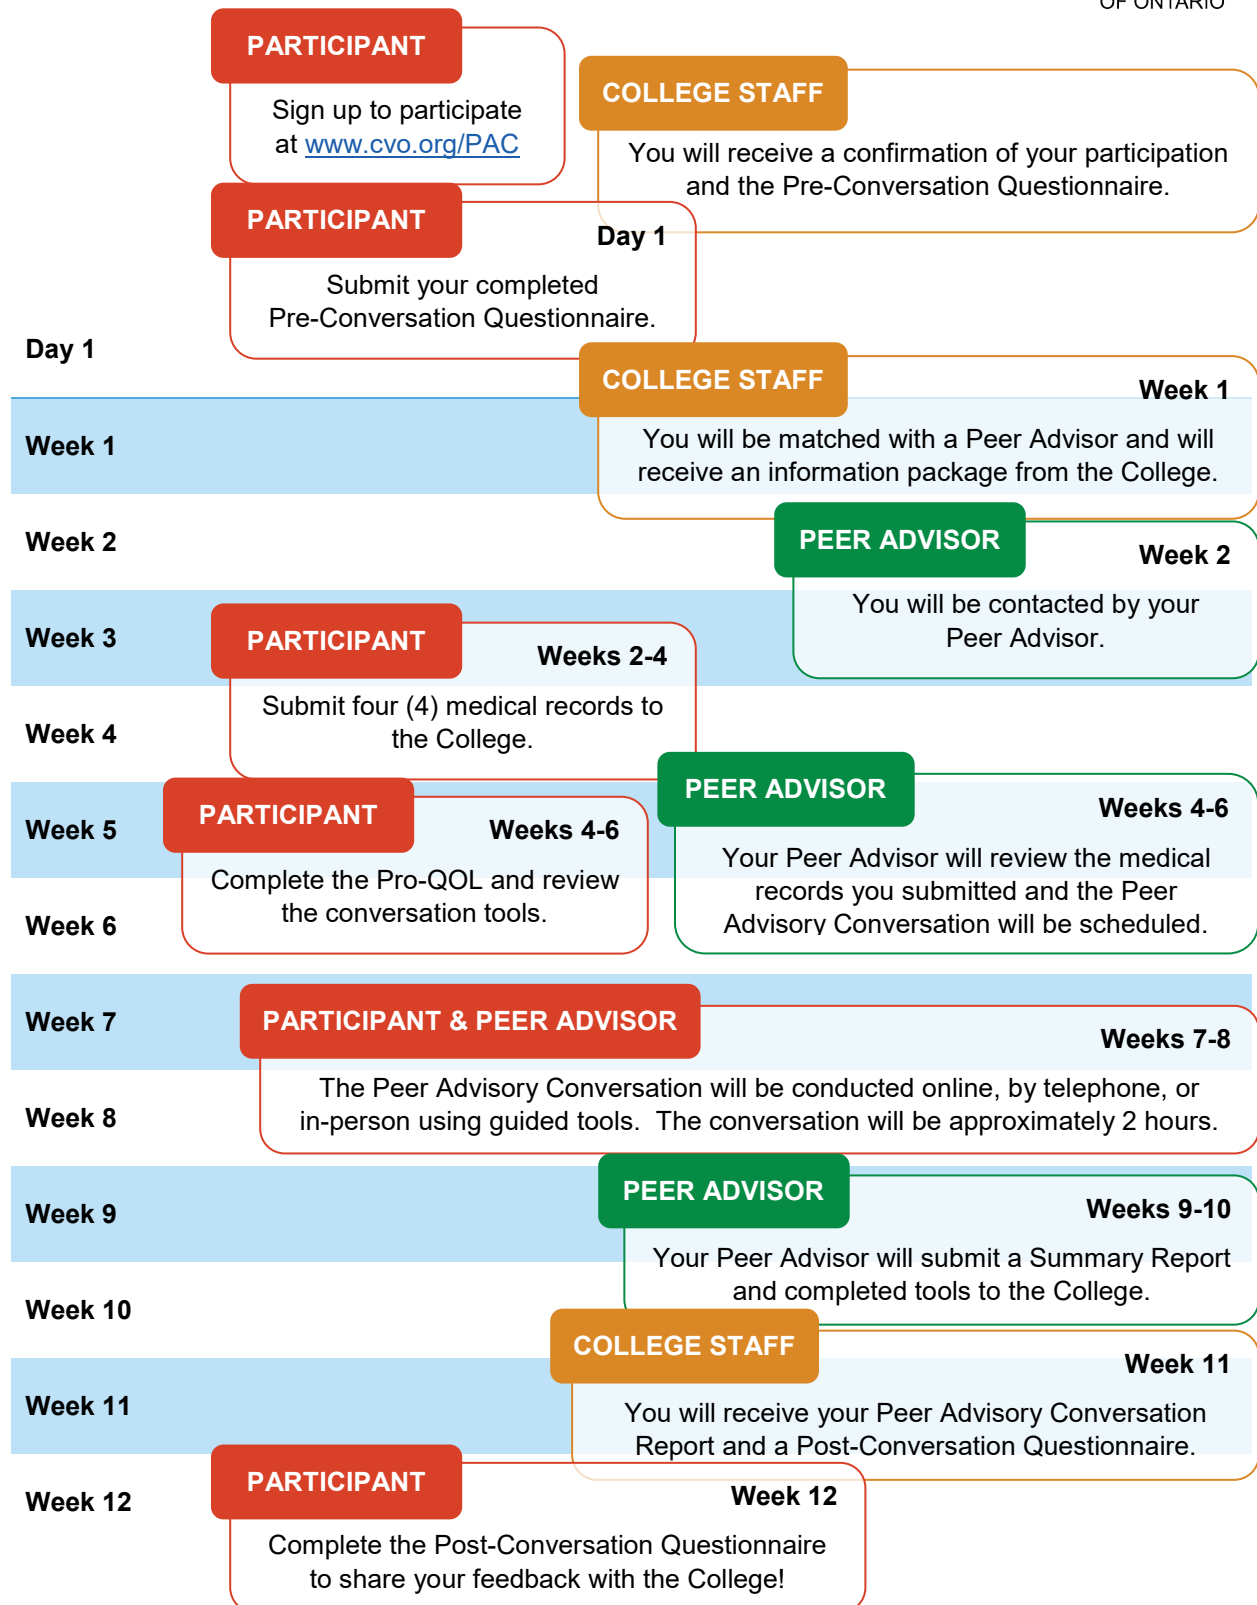 OF ONTARIO
PARTICIPANT
Sign up to participate
at www.cvo.org/PAC
COLLEGE STAFF
You will receive a confirmation of your participation
and the Pre-Conversation Questionnaire.
PARTICIPANT
Day 1
Submit your completed
Pre-Conversation Questionnaire.
Day 1
COLLEGE STAFF
Week 1
You will be matched with a Peer Advisor and will
receive an information package from the College.
Week 1
Week 2
PEER ADVISOR
Week 2
You will be contacted by your
Peer Advisor.
Week 3
PARTICIPANT
Weeks 2-4
Submit four (4) medical records to
the College.
Week 4
PARTICIPANT
Weeks 4-6
Complete the Pro-QOL and review
the conversation tools.
PEER ADVISOR
Weeks 4-6
Your Peer Advisor will review the medical
records you submitted and the Peer
Advisory Conversation will be scheduled.
Week 5
Week 6
Week 7
PARTICIPANT & PEER ADVISOR
Weeks 7-8
The Peer Advisory Conversation will be conducted online, by telephone, or
in-person using guided tools.  The conversation will be approximately 2 hours.
Week 8
PEER ADVISOR
Weeks 9-10
Your Peer Advisor will submit a Summary Report
and completed tools to the College.
Week 9
Week 10
COLLEGE STAFF
Week 11
You will receive your Peer Advisory Conversation
Report and a Post-Conversation Questionnaire.
Week 11
Week 12
PARTICIPANT
Week 12
Complete the Post-Conversation Questionnaire
to share your feedback with the College!